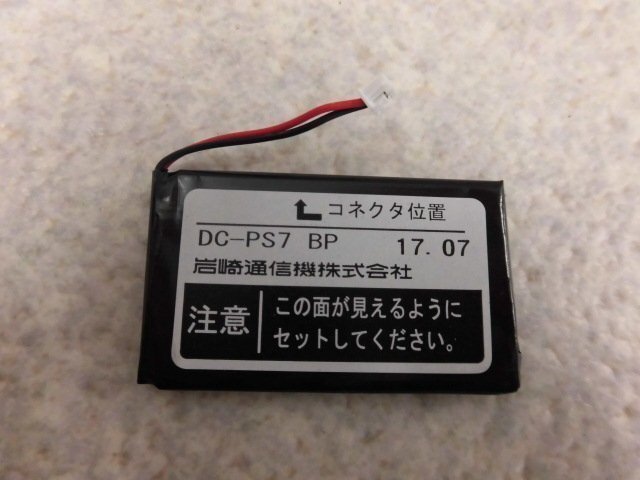 コネクタ位置
DC-PS7 BP 17.07
岩崎通信機株式会社
注意
この面が見えるように
セットしてください。